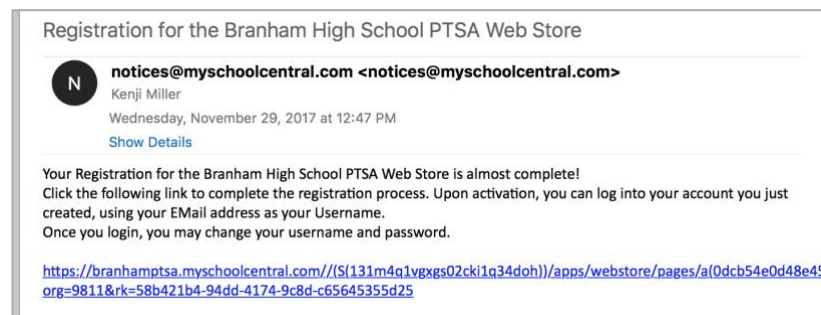 Registration for the Branham High School PTSA Web Store
N
notices@myschoolcentral.com <notices@myschoolcentral.com>
Kenji Miller
Wednesday, November 29, 2017 at 12:47 PM
Show Details
Your Registration for the Branham High School PTSA Web Store is almost complete!
Click the following link to complete the registration process. Upon activation, you can log into your account you just
created, using your EMail address as your Username.
Once you login, you may change your username and password.
https://branhamptsa.myschoolcentral.com//(S(131m4q1vgxgs02cki1q34doh))/apps/webstore/pages/a(0dcb54e0d48e45
org=9811&rk=58b421b4-94dd-4174-9c8d-c65645355d25